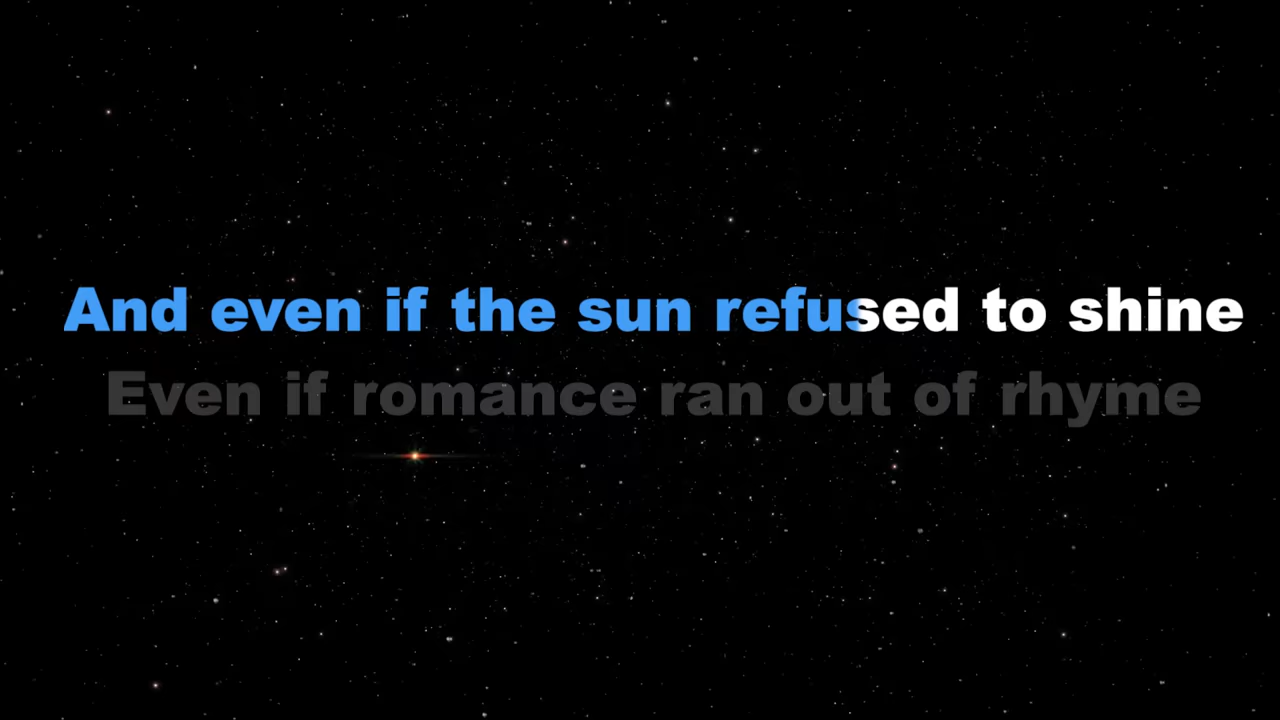 And even if the sun refused to shine
Even if romance ran out of rhyme